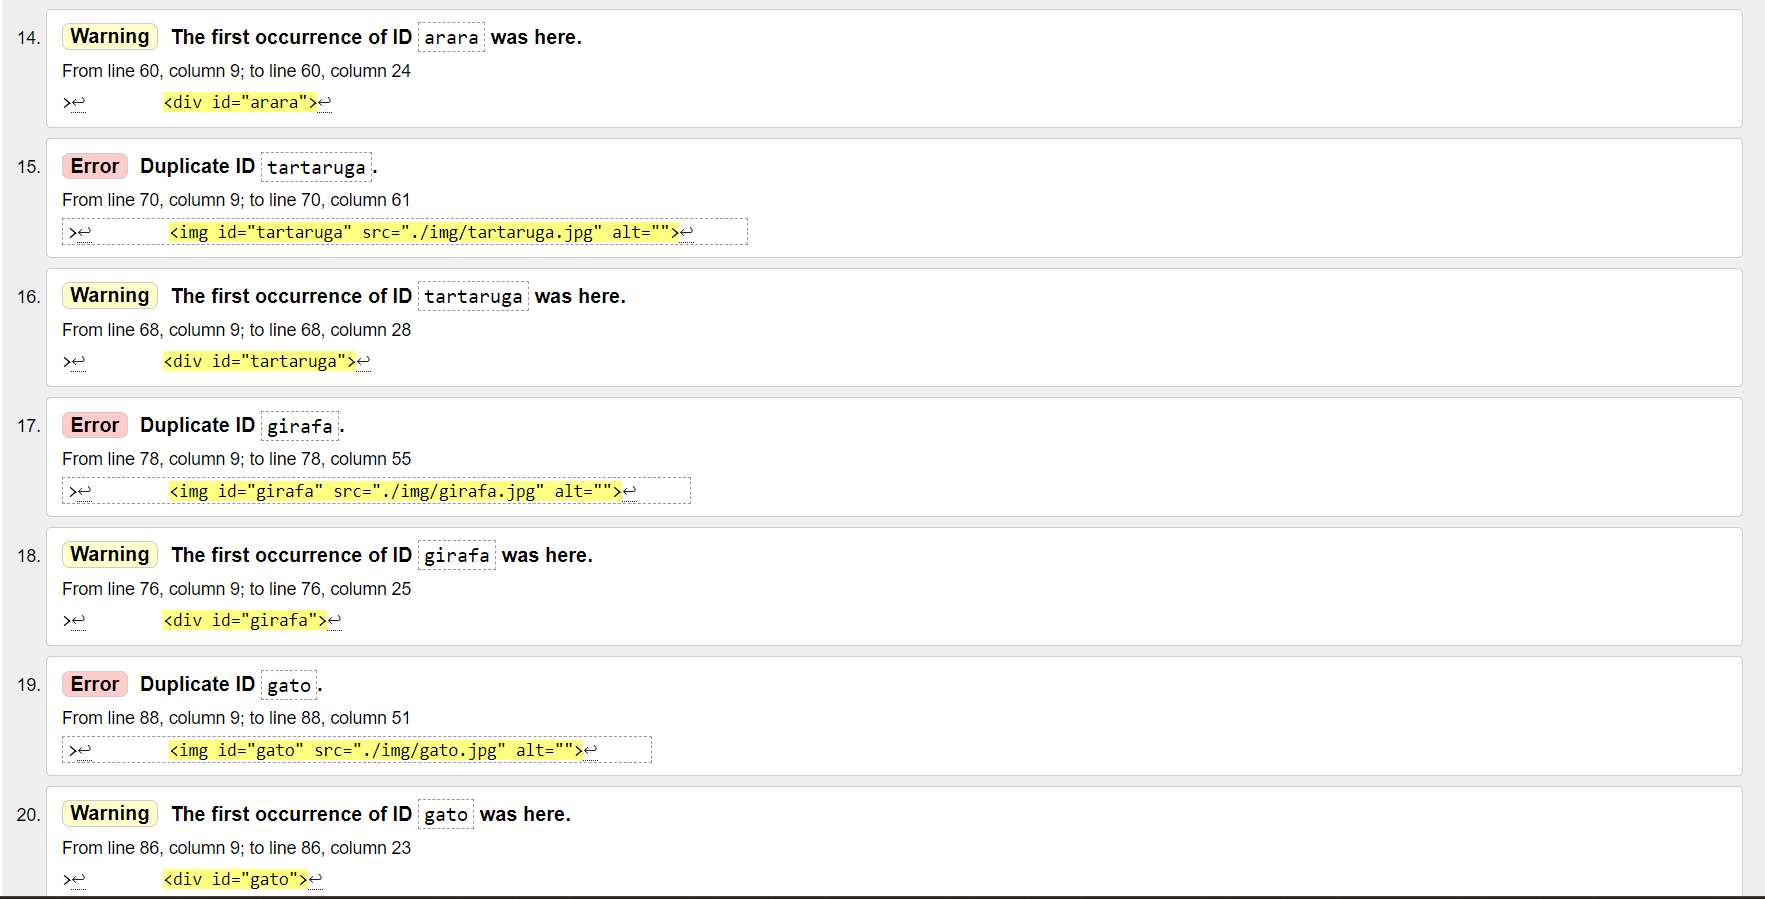 14. Warning The first occurrence of ID arara was here.
From line 60, column 9; to line 60, column 24
>↩ <div id="arara">↩
15. Error Duplicate ID tartaruga.
From line 70, column 9; to line 70, column 61
>↩ <img id="tartaruga" src="./img/tartaruga.jpg" alt="">↩
16. Warning The first occurrence of ID tartaruga was here.
From line 68, column 9; to line 68, column 28
>↩ <div id="tartaruga">↩
17. Error Duplicate ID girafa.
From line 78, column 9; to line 78, column 55
>↩ <img id="girafa" src="./img/girafa.jpg" alt="">↩
18. Warning The first occurrence of ID girafa was here.
From line 76, column 9; to line 76, column 25
>↩ <div id="girafa">↩
19. Error Duplicate ID gato.
From line 88, column 9; to line 88, column 51
>↩ <img id="gato" src="./img/gato.jpg" alt="">↩
20. Warning The first occurrence of ID gato was here.
From line 86, column 9; to line 86, column 23
>↩ <div id="gato">↩